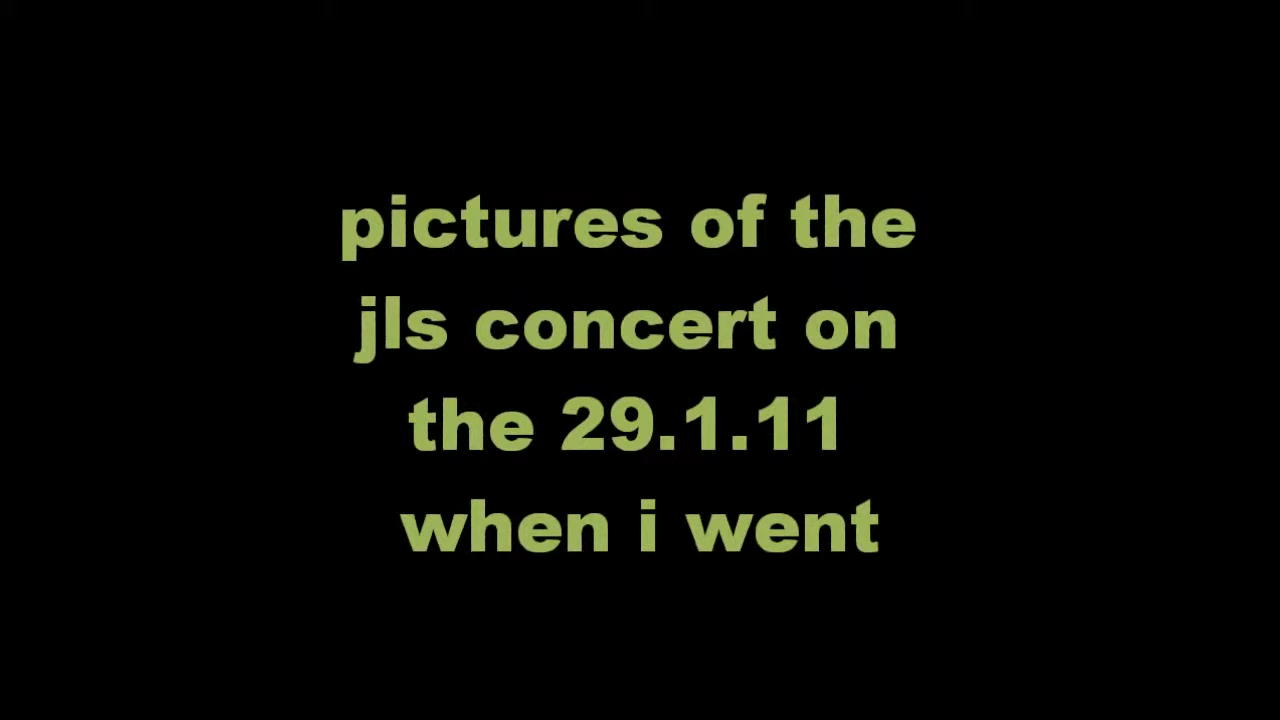 pictures of the
jls concert on
the 29.1.11
when i went